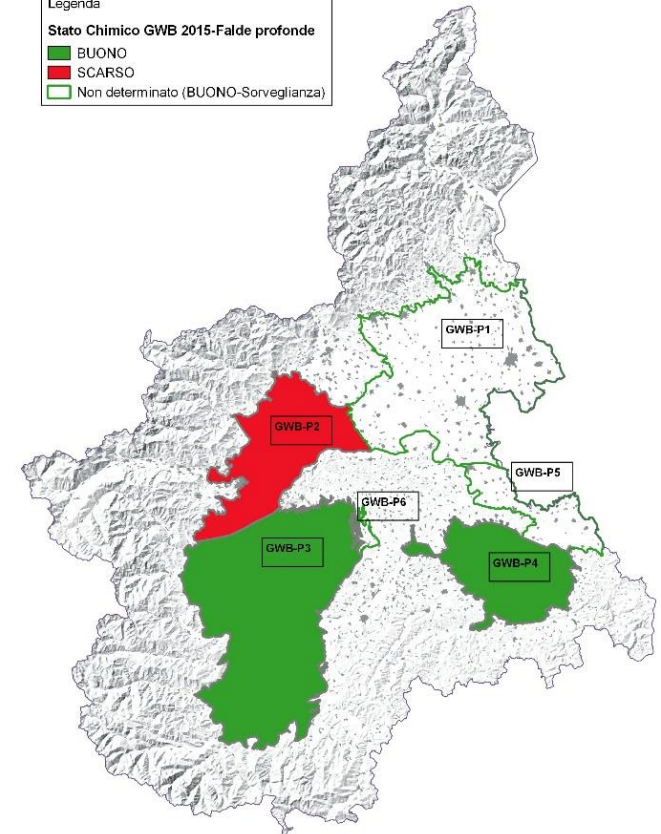 Legenda
Stato Chimico GWB 2015-Falde profonde
BUONO
SCARSO
Non determinato (BUONO-Sorveglianza)
GWB-P1
GWB-P2
GWB-P5
GWB-P6
GWB-P3
GWB-P4